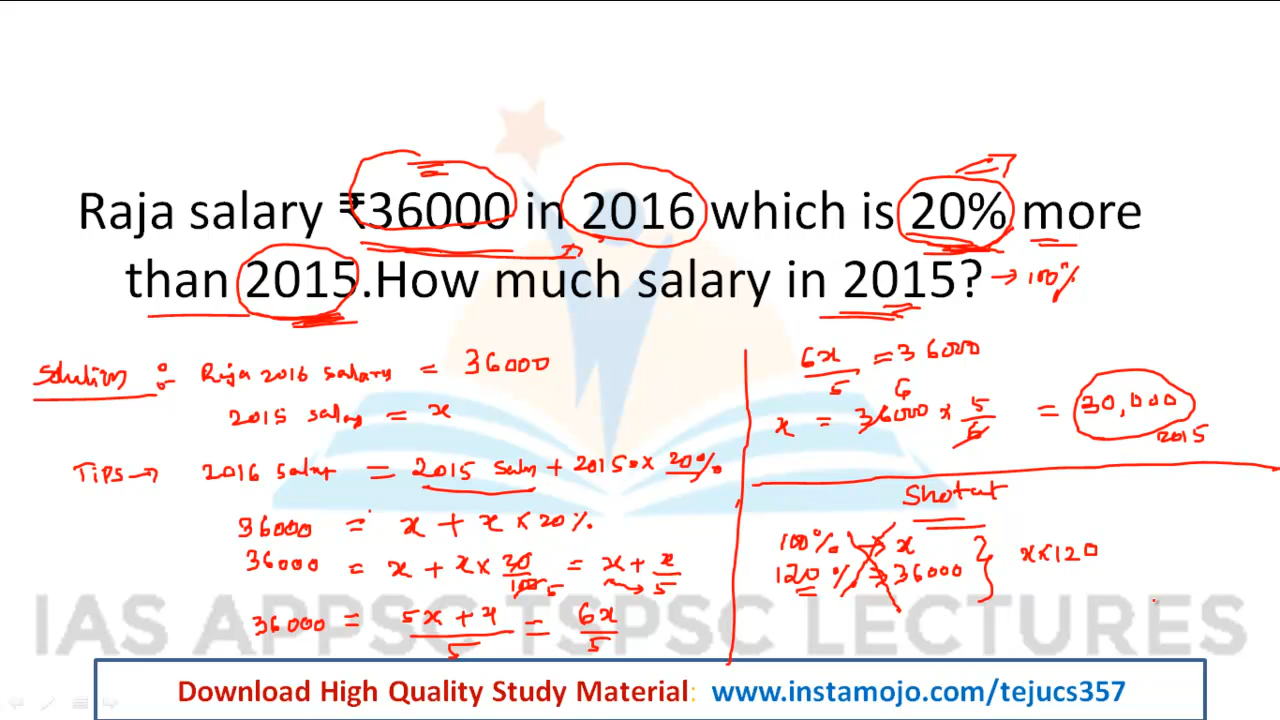 Raja salary ₹36000 in 2016 which is 20% more
than 2015.How much salary in 2015? → 100%
Solution : Raja 2016 salary = 36000
2015 salary = x
Tips → 2016 salary = 2015 salary + 2015 × 20%
36000 = x + x × 20%
36000 = x + x × 20/100 = x + x/5
36000 = 5x + x/5 = 6x/5
6x/5 = 36000
x = 36000 × 5/6 = 30,000
6
5
2015
Shotcut
100% → x
120% → 36000 } x × 120
IAS APPSC TSPSC LECTURES
Download High Quality Study Material: www.instamojo.com/tejucs357